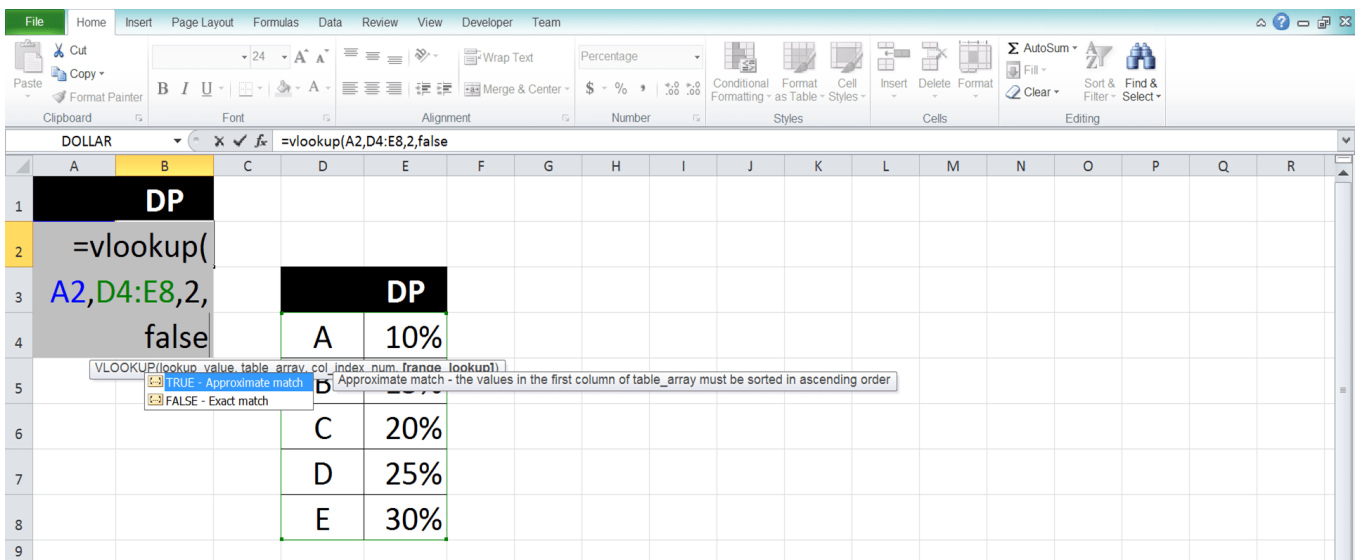 File Home Insert Page Layout Formulas Data Review View Developer Team
Cut
Copy
Format Painter
Paste
Clipboard
24 A A
B I U A
Font
Wrap Text
Merge & Center
Alignment
Percentage
$ % , .00 .00
Number
Conditional Formatting
Format as Table
Cell Styles
Styles
Insert Delete Format
Cells
Σ AutoSum
Fill
Clear
Sort & Filter
Find & Select
Editing
DOLLAR fx =vlookup(A2,D4:E8,2,false
A B C D E F G H I J K L M N O P Q R
1 DP
2 =vlookup(
3 A2,D4:E8,2, DP
4 false A 10%
VLOOKUP(lookup_value, table_array, col_index_num, [range_lookup])
TRUE - Approximate match
Approximate match - the values in the first column of table_array must be sorted in ascending order
5 B
FALSE - Exact match
6 C 20%
7 D 25%
8 E 30%
9